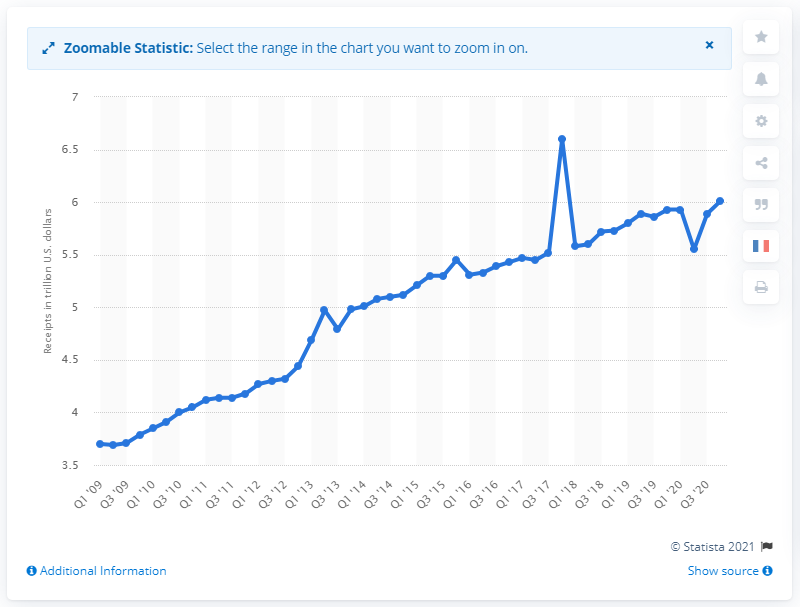 Zoomable Statistic: Select the range in the chart you want to zoom in on.
×
7
6.5
6
5.5
5
4.5
4
3.5
Receipts in trillion U.S. dollars
Q1 '09
Q3 '09
Q1 '10
Q3 '10
Q1 '11
Q3 '11
Q1 '12
Q3 '12
Q1 '13
Q3 '13
Q1 '14
Q3 '14
Q1 '15
Q3 '15
Q1 '16
Q3 '16
Q1 '17
Q3 '17
Q1 '18
Q3 '18
Q1 '19
Q3 '19
Q1 '20
Q3 '20
© Statista 2021
Additional Information
Show source